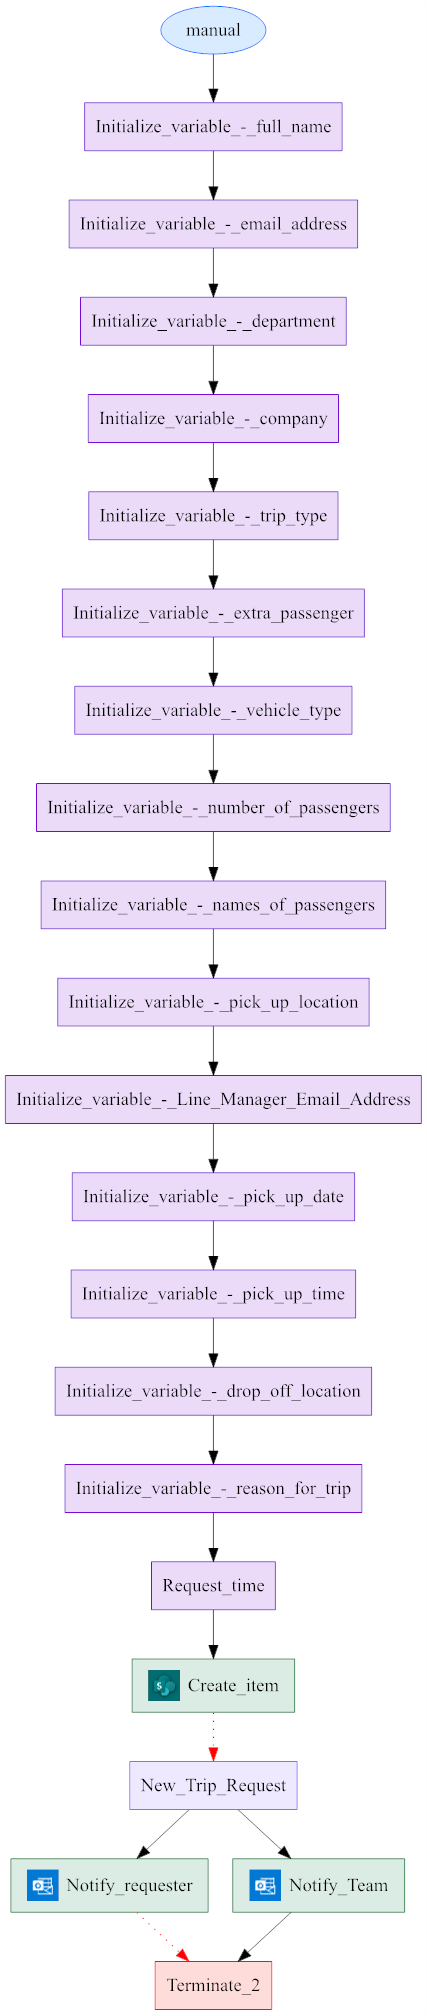 manual
Initialize_variable_-_full_name
Initialize_variable_-_email_address
Initialize_variable_-_department
Initialize_variable_-_company
Initialize_variable_-_trip_type
Initialize_variable_-_extra_passenger
Initialize_variable_-_vehicle_type
Initialize_variable_-_number_of_passengers
Initialize_variable_-_names_of_passengers
Initialize_variable_-_pick_up_location
Initialize_variable_-_Line_Manager_Email_Address
Initialize_variable_-_pick_up_date
Initialize_variable_-_pick_up_time
Initialize_variable_-_drop_off_location
Initialize_variable_-_reason_for_trip
Request_time
S Create_item
New_Trip_Request
Notify_requester Notify_Team
Terminate_2